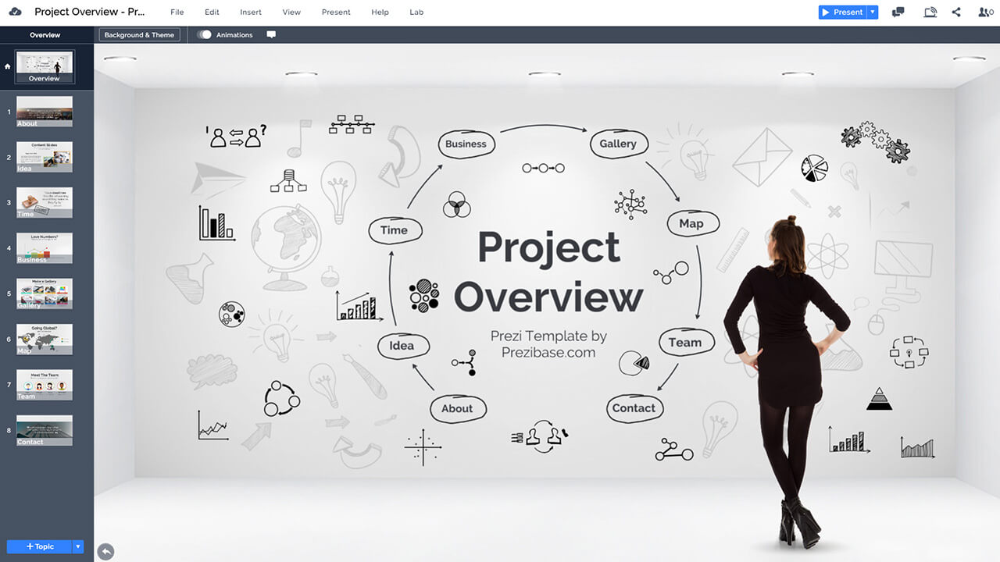 Project Overview - Pr...
File
Edit
Insert
View
Present
Help
Lab
Present
0
Overview
Background & Theme
Animations
Overview
1
About
2
Content Slides
Idea
3
Time
4
Love Numbers?
Business
5
Make a Gallery
Gallery
6
Going Global?
Map
7
Meet The Team
Team
8
Contact
+ Topic
Business
Gallery
Time
Map
Project
Overview
Prezi Template by
Prezibase.com
Idea
Team
About
Contact
!
?